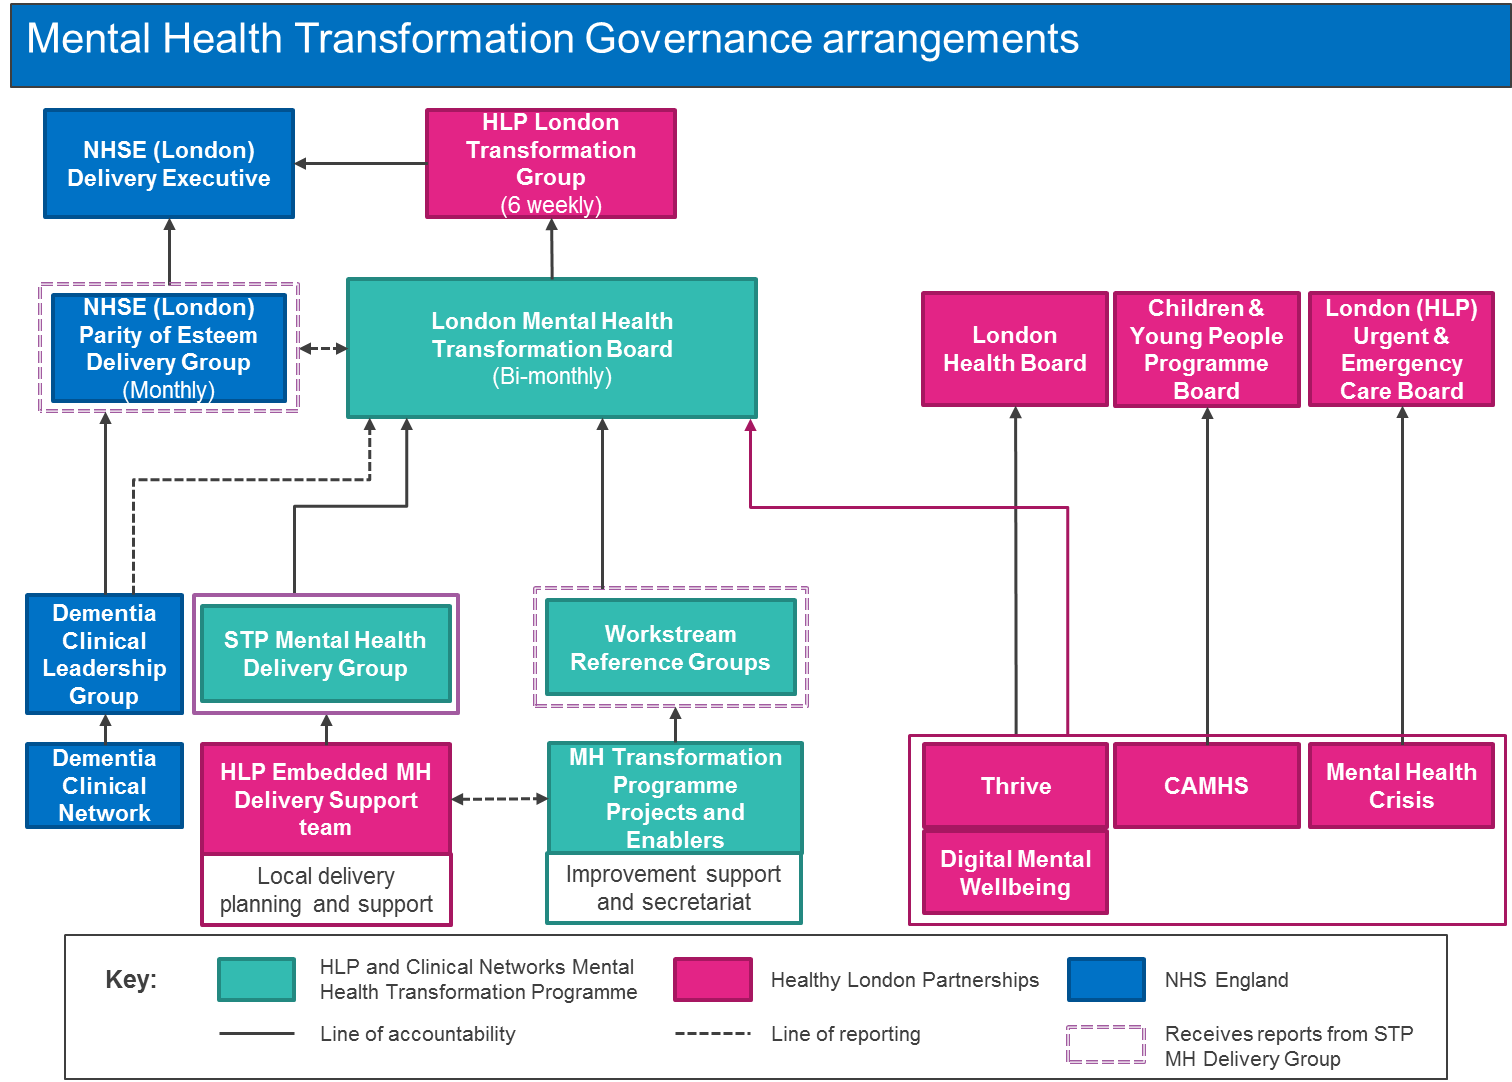 Mental Health Transformation Governance arrangements
NHSE (London)
Delivery Executive
HLP London
Transformation
Group
(6 weekly)
NHSE (London)
Parity of Esteem
Delivery Group
(Monthly)
London Mental Health
Transformation Board
(Bi-monthly)
London
Health Board
Children &
Young People
Programme
Board
London (HLP)
Urgent &
Emergency
Care Board
Dementia
Clinical
Leadership
Group
STP Mental Health
Delivery Group
Workstream
Reference Groups
Dementia
Clinical
Network
HLP Embedded MH
Delivery Support
team
Local delivery
planning and support
MH Transformation
Programme
Projects and
Enablers
Improvement support
and secretariat
Thrive
CAMHS
Mental Health
Crisis
Digital Mental
Wellbeing
Key:
HLP and Clinical Networks Mental
Health Transformation Programme
Healthy London Partnerships
NHS England
Line of accountability
Line of reporting
Receives reports from STP
MH Delivery Group